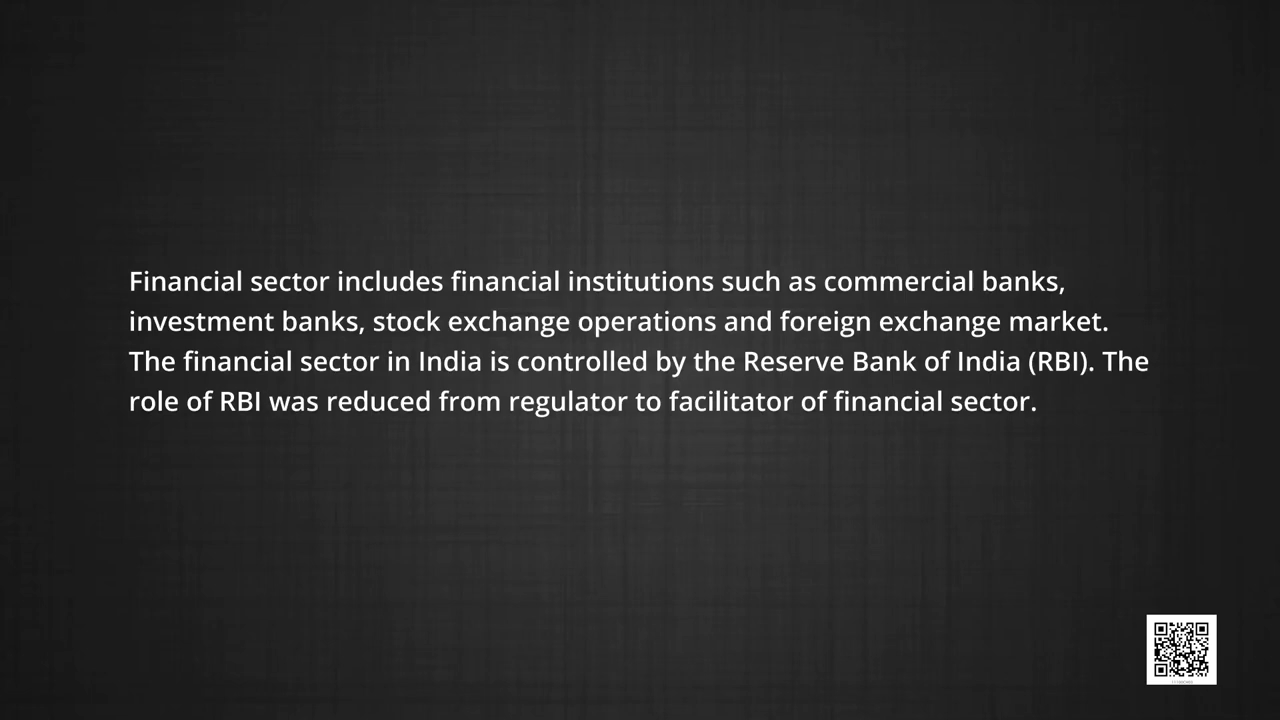 Financial sector includes financial institutions such as commercial banks,
investment banks, stock exchange operations and foreign exchange market.
The financial sector in India is controlled by the Reserve Bank of India (RBI). The
role of RBI was reduced from regulator to facilitator of financial sector.